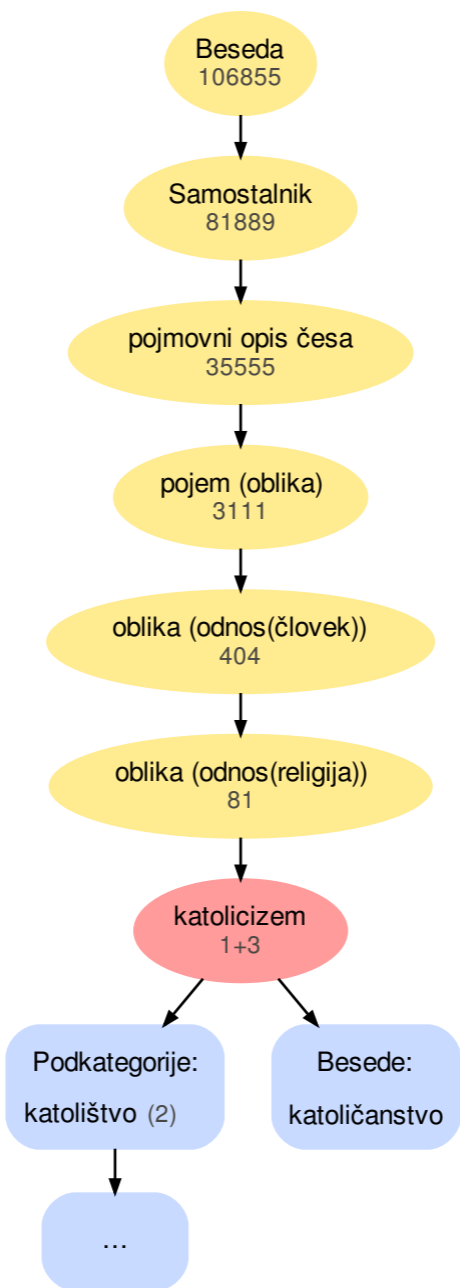 Beseda
106855
Samostalnik
81889
pojmovni opis česa
35555
pojem (oblika)
3111
oblika (odnos(človek))
404
oblika (odnos(religija))
81
katolicizem
1+3
Podkategorije:
katolištvo (2)
Besede:
katoličanstvo
...